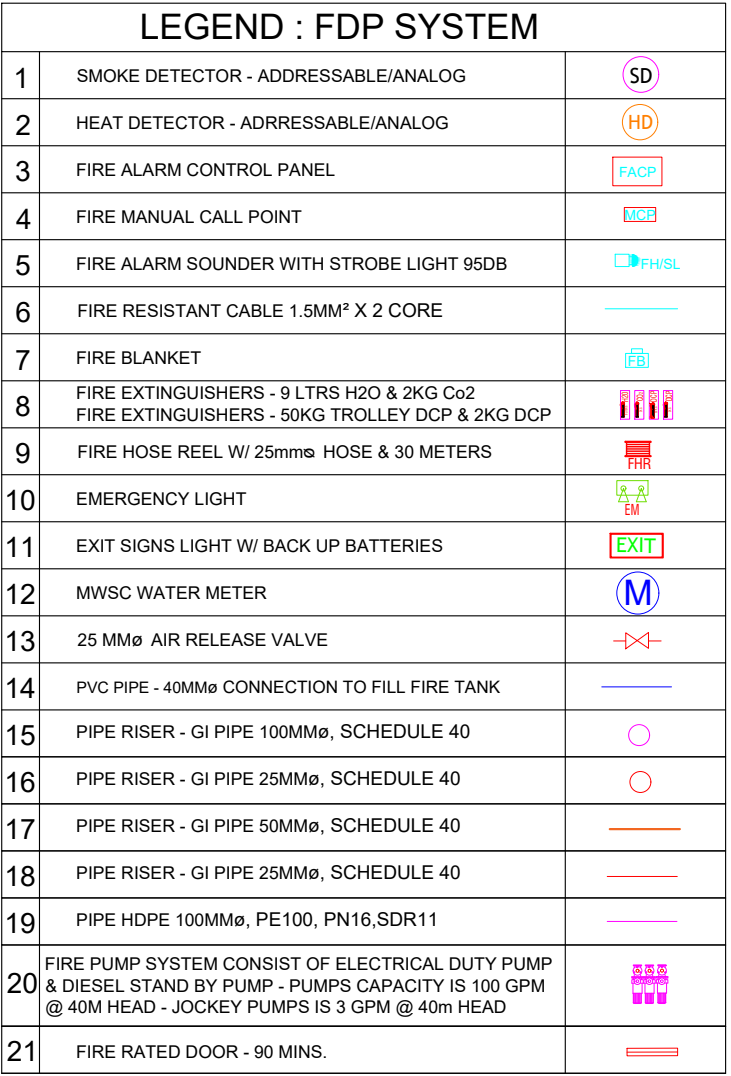 LEGEND : FDP SYSTEM
1 SMOKE DETECTOR - ADDRESSABLE/ANALOG SD
2 HEAT DETECTOR - ADRRESSABLE/ANALOG HD
3 FIRE ALARM CONTROL PANEL FACP
4 FIRE MANUAL CALL POINT MCP
5 FIRE ALARM SOUNDER WITH STROBE LIGHT 95DB FH/SL
6 FIRE RESISTANT CABLE 1.5MM² X 2 CORE
7 FIRE BLANKET FB
8 FIRE EXTINGUISHERS - 9 LTRS H2O & 2KG Co2
FIRE EXTINGUISHERS - 50KG TROLLEY DCP & 2KG DCP
9 FIRE HOSE REEL W/ 25mmø HOSE & 30 METERS FHR
10 EMERGENCY LIGHT EM
11 EXIT SIGNS LIGHT W/ BACK UP BATTERIES EXIT
12 MWSC WATER METER M
13 25 MMø AIR RELEASE VALVE
14 PVC PIPE - 40MMø CONNECTION TO FILL FIRE TANK
15 PIPE RISER - GI PIPE 100MMø, SCHEDULE 40
16 PIPE RISER - GI PIPE 25MMø, SCHEDULE 40
17 PIPE RISER - GI PIPE 50MMø, SCHEDULE 40
18 PIPE RISER - GI PIPE 25MMø, SCHEDULE 40
19 PIPE HDPE 100MMø, PE100, PN16,SDR11
20 FIRE PUMP SYSTEM CONSIST OF ELECTRICAL DUTY PUMP
& DIESEL STAND BY PUMP - PUMPS CAPACITY IS 100 GPM
@ 40M HEAD - JOCKEY PUMPS IS 3 GPM @ 40m HEAD
21 FIRE RATED DOOR - 90 MINS.